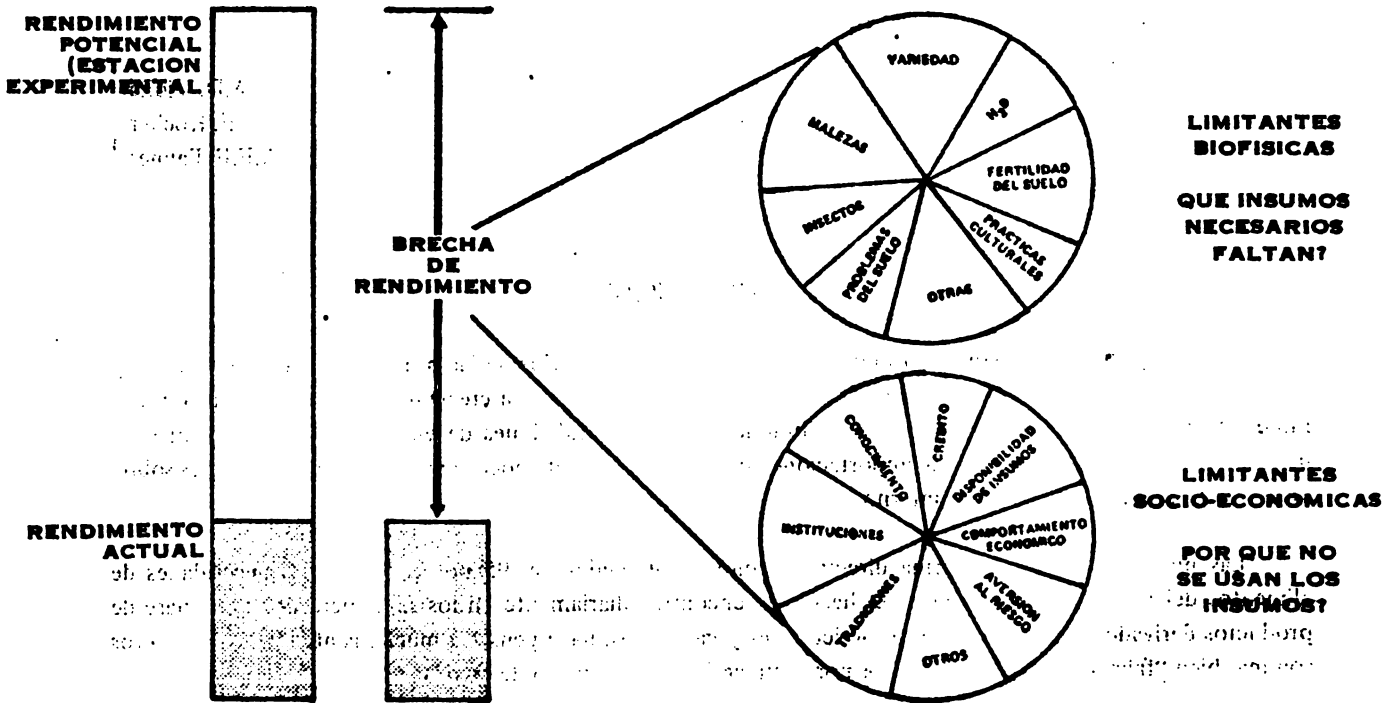 RENDIMIENTO
POTENCIAL
(ESTACION
EXPERIMENTAL
BRECHA
DE
RENDIMIENTO
RENDIMIENTO
ACTUAL
VARIEDAD
H2O
FERTILIDAD
DEL SUELO
PRACTICAS
CULTURALES
OTRAS
PROBLEMAS
DEL SUELO
INSECTOS
MALEZAS
LIMITANTES
BIOFISICAS
QUE INSUMOS
NECESARIOS
FALTAN?
CREDITO
DISPONIBILIDAD
DE INSUMOS
COMPORTAMIENTO
ECONOMICO
AVERSION
AL RIESGO
OTROS
TRADICIONES
INSTITUCIONES
CONOCIMIENTO
LIMITANTES
SOCIO-ECONOMICAS
POR QUE NO
SE USAN LOS
INSUMOS?